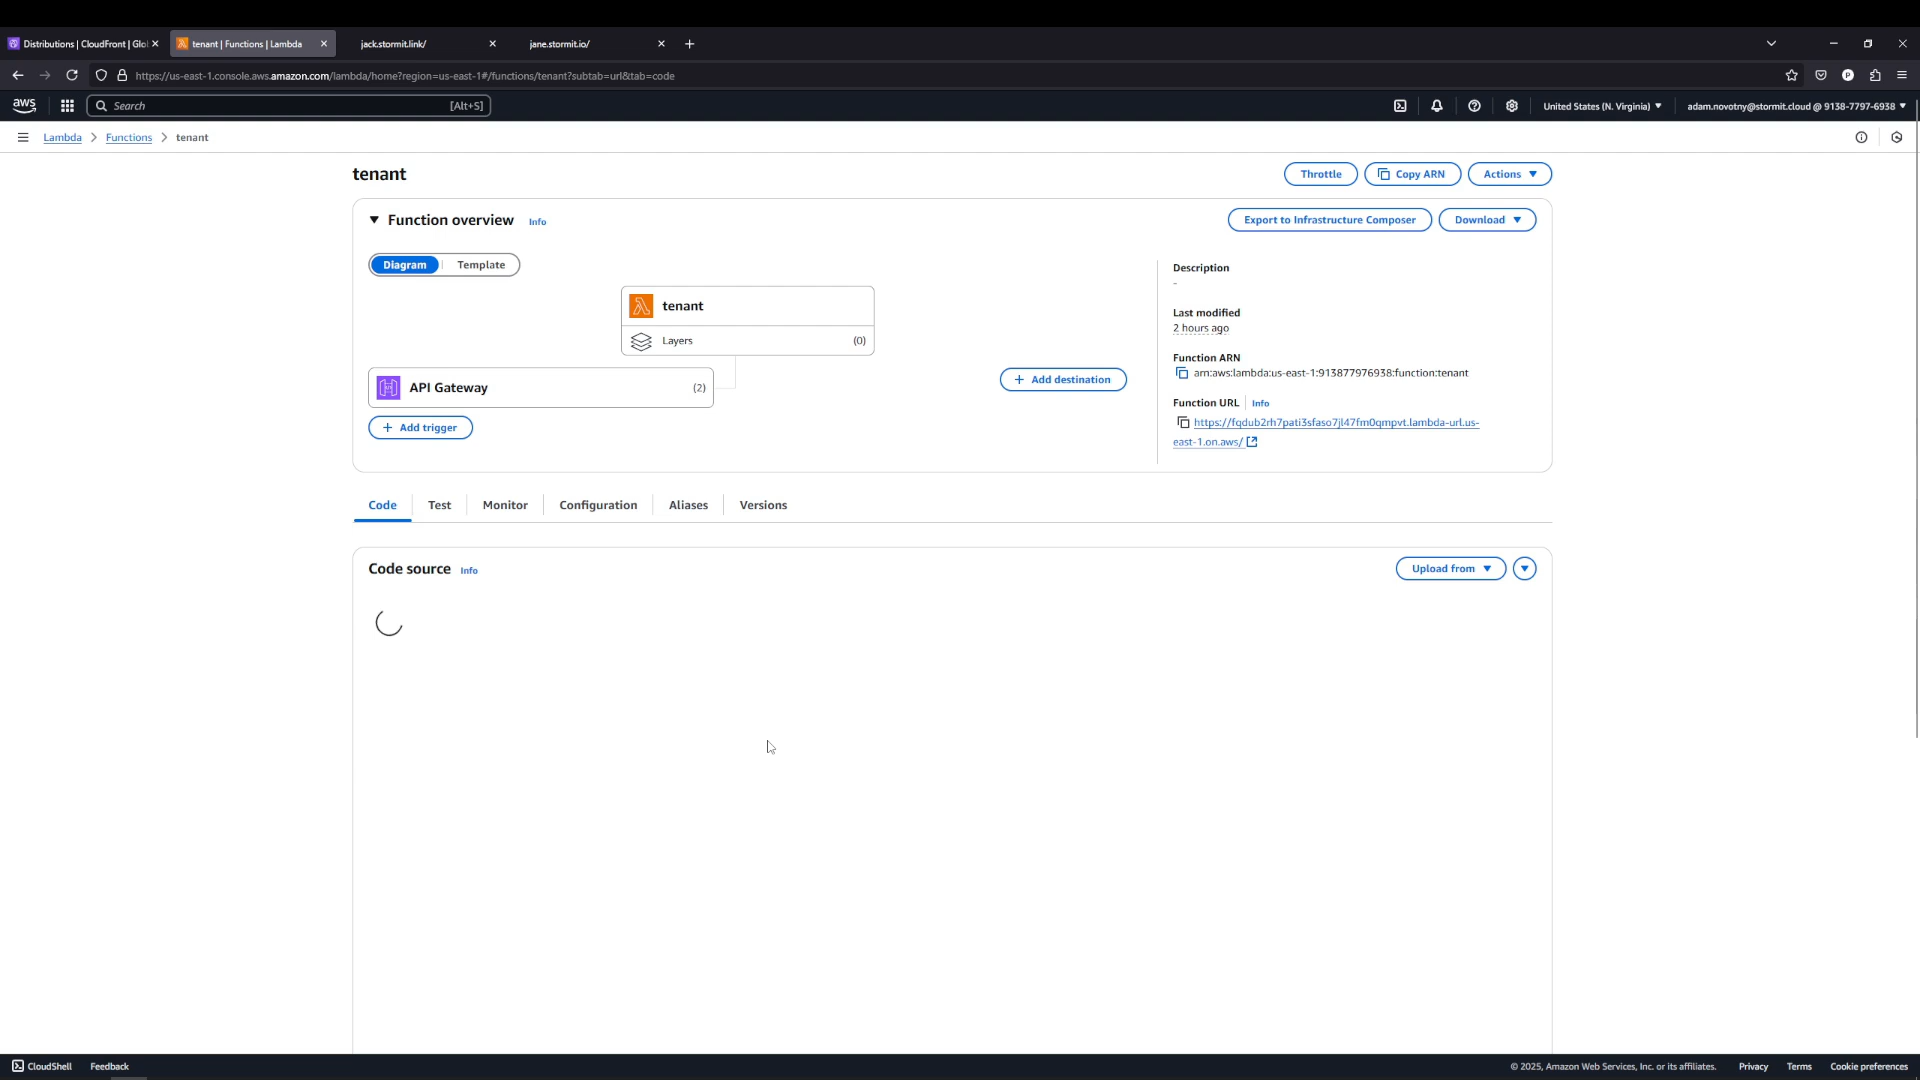 Distributions | CloudFront | Glo
tenant | Functions | Lambda
jack.stormit.link/
jane.stormit.io/
https://us-east-1.console.aws.amazon.com/lambda/home?region=us-east-1#/functions/tenant?subtab=url&tab=code
aws
Search
[Alt+S]
United States (N. Virginia)
adam.novotny@stormit.cloud @ 9138-7797-6938
Lambda
Functions
tenant
tenant
Throttle
Copy ARN
Actions
Function overview
Info
Export to Infrastructure Composer
Download
Diagram
Template
tenant
Layers
(0)
API Gateway
(2)
Add trigger
Add destination
Description
-
Last modified
2 hours ago
Function ARN
arn:aws:lambda:us-east-1:913877976938:function:tenant
Function URL
Info
https://fqdub2rh7pati3sfaso7jl47fm0qmpvt.lambda-url.us-
east-1.on.aws/
Code
Test
Monitor
Configuration
Aliases
Versions
Code source
Info
Upload from
CloudShell
Feedback
© 2025, Amazon Web Services, Inc. or its affiliates.
Privacy
Terms
Cookie preferences